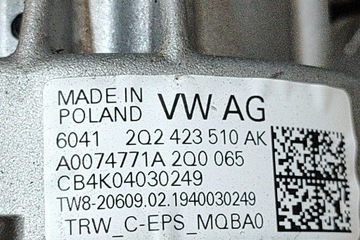 MADE IN
POLAND VW AG
6041 2Q2 423 510 AK
A0074771A 2Q0 065
CB4K04030249
TW8-20609.02.1940030249
TRW_C-EPS_MQBA0